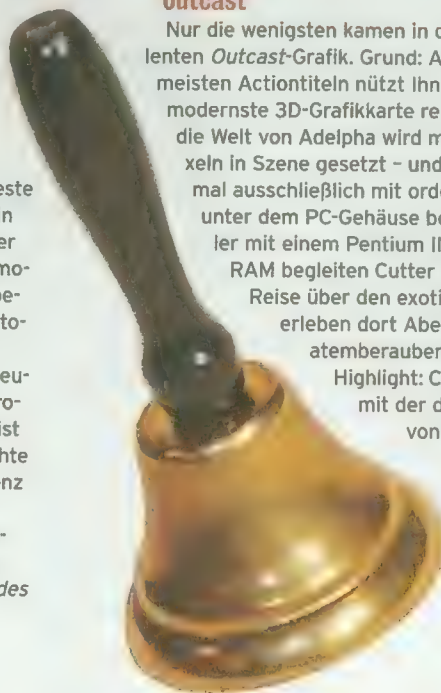 este
n
er
mo-
be-
to-
eu-
ro-
ist
hte
nz
-
des
Outcast
Nur die wenigsten kamen in d
lenten Outcast-Grafik. Grund: A
meisten Actiontiteln nützt Ihn
modernste 3D-Grafikkarte re
die Welt von Adelpha wird m
xeln in Szene gesetzt – und
mal ausschließlich mit orde
unter dem PC-Gehäuse be
ler mit einem Pentium II
RAM begleiten Cutter
Reise über den exoti
erleben dort Abe
atemberauben
Highlight: C
mit der d
von